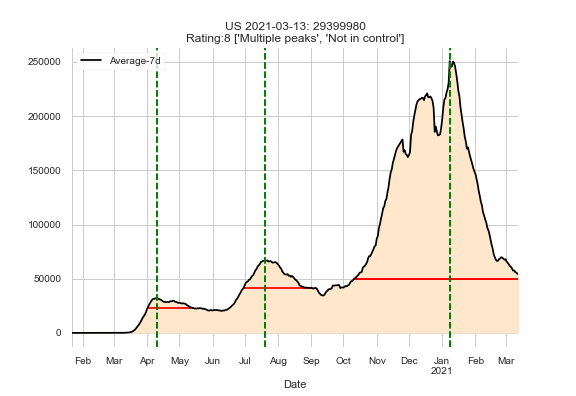 US 2021-03-13: 29399980
Rating:8 ['Multiple peaks', 'Not in control']
Average-7d
250000
200000
150000
100000
50000
0
Feb Mar Apr May Jun Jul Aug Sep Oct Nov Dec Jan Feb Mar
2021
Date